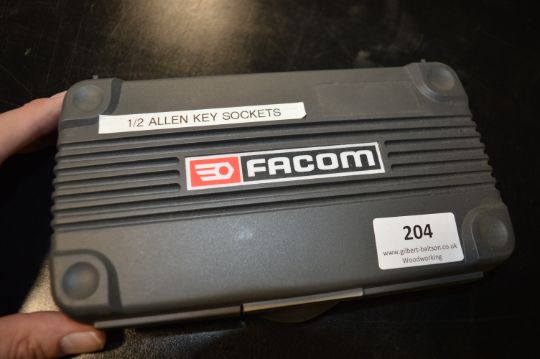 1/2 ALLEN KEY SOCKETS
FACOM
204
www.gilbert-baitson.co.uk
Woodworking